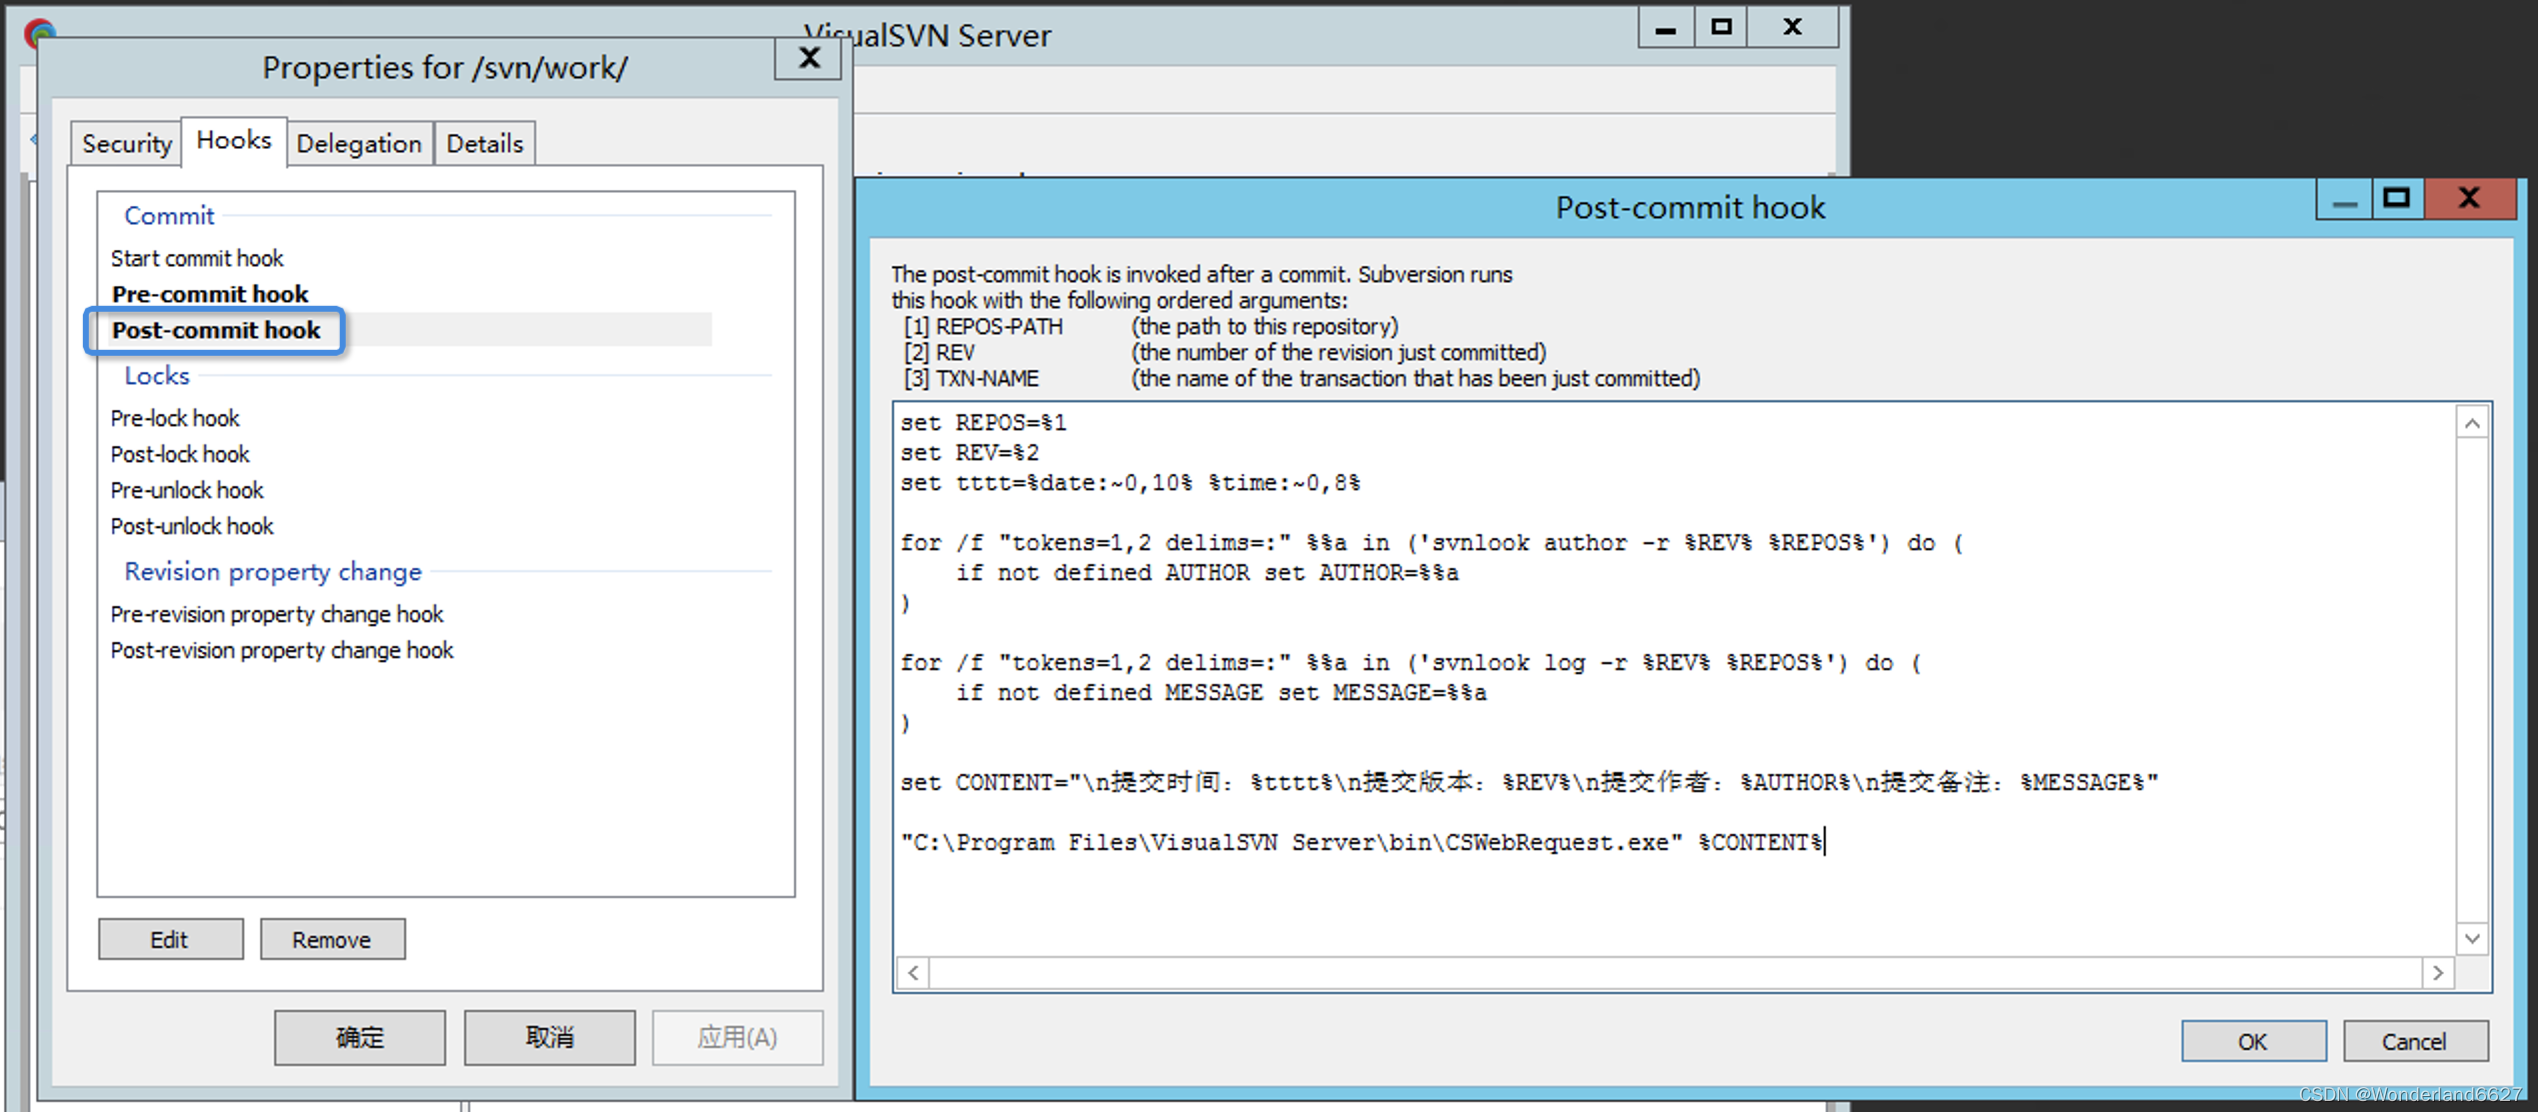 VisualSVN Server
Properties for /svn/work/
Security
Hooks
Delegation
Details
Commit
Start commit hook
Pre-commit hook
Post-commit hook
Locks
Pre-lock hook
Post-lock hook
Pre-unlock hook
Post-unlock hook
Revision property change
Pre-revision property change hook
Post-revision property change hook
Edit
Remove
确定
取消
应用(A)
Post-commit hook
The post-commit hook is invoked after a commit. Subversion runs
this hook with the following ordered arguments:
[1] REPOS-PATH (the path to this repository)
[2] REV (the number of the revision just committed)
[3] TXN-NAME (the name of the transaction that has been just committed)
set REPOS=%1
set REV=%2
set tttt=%date:~0,10% %time:~0,8%
for /f "tokens=1,2 delims=:" %%a in ('svnlook author -r %REV% %REPOS%') do (
if not defined AUTHOR set AUTHOR=%%a
)
for /f "tokens=1,2 delims=:" %%a in ('svnlook log -r %REV% %REPOS%') do (
if not defined MESSAGE set MESSAGE=%%a
)
set CONTENT="\n提交时间：%tttt%\n提交版本：%REV%\n提交作者：%AUTHOR%\n提交备注：%MESSAGE%"
"C:\Program Files\VisualSVN Server\bin\CSWebRequest.exe" %CONTENT%
OK
Cancel
CSDN @Wonderland6627